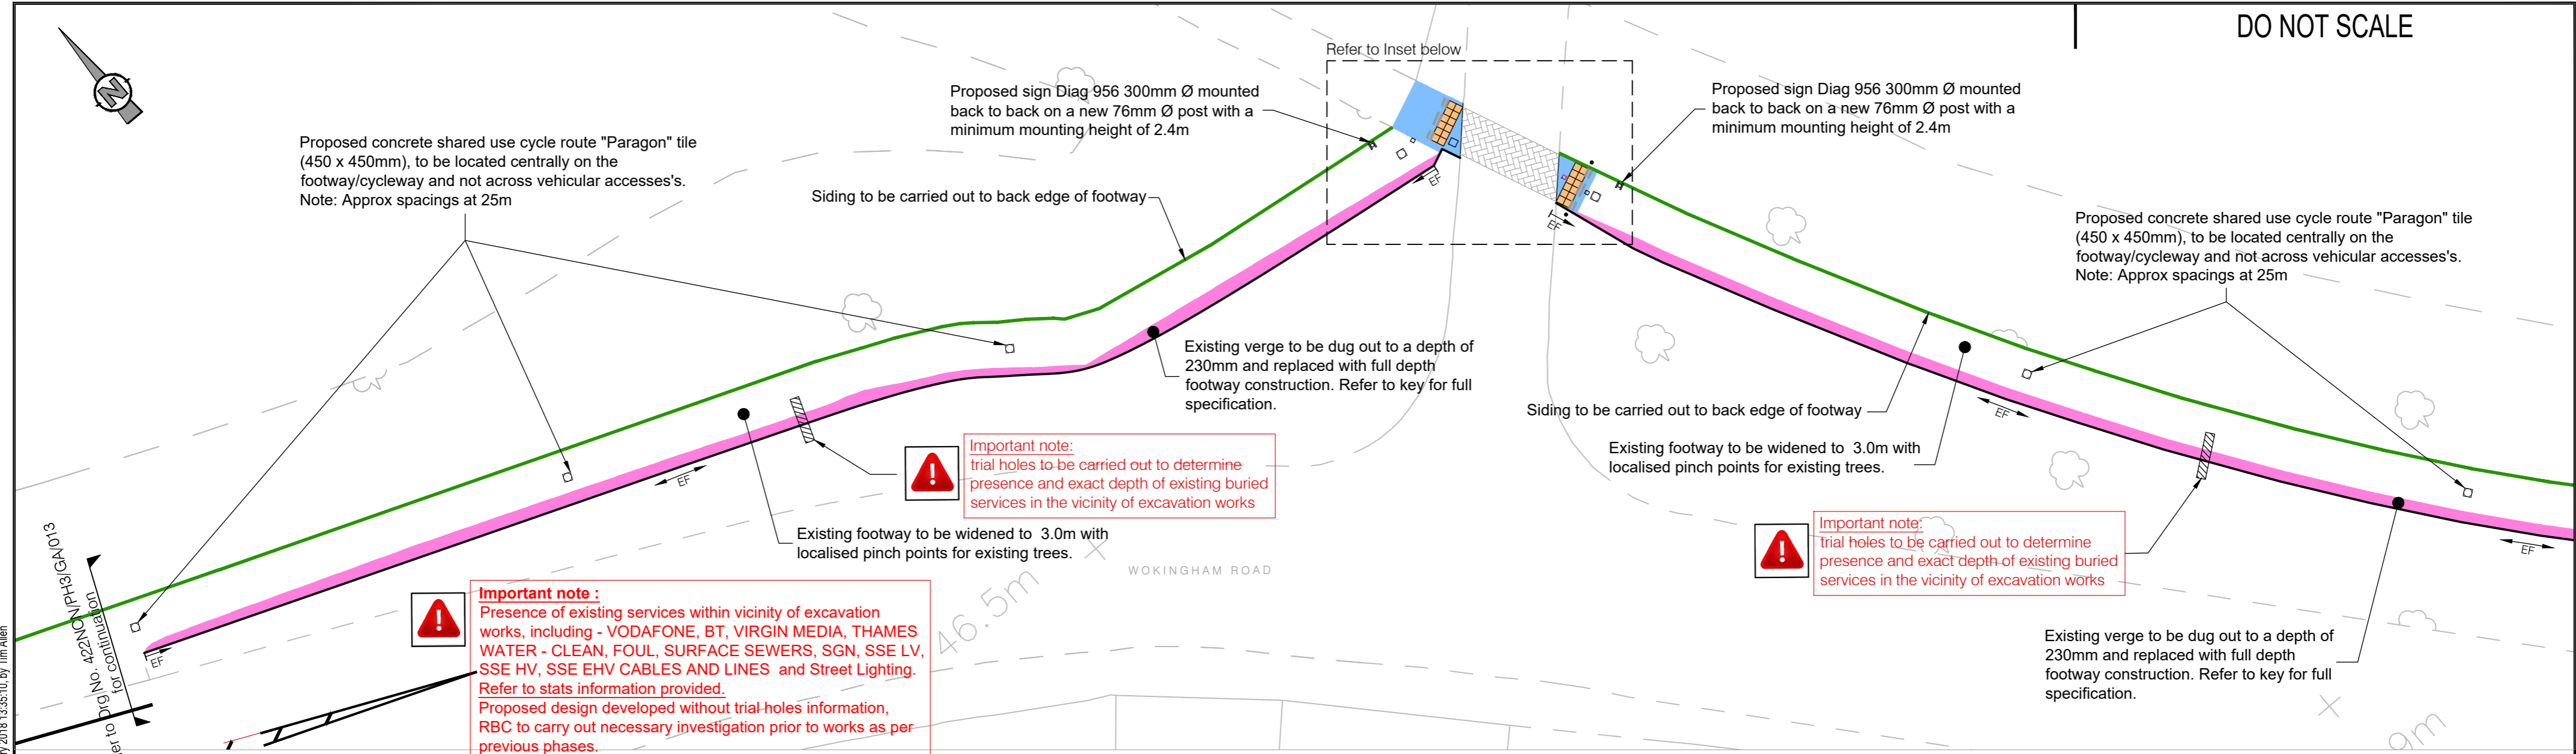 DO NOT SCALE
N
Refer to Inset below
Proposed sign Diag 956 300mm Ø mounted
back to back on a new 76mm Ø post with a
minimum mounting height of 2.4m
Proposed sign Diag 956 300mm Ø mounted
back to back on a new 76mm Ø post with a
minimum mounting height of 2.4m
Proposed concrete shared use cycle route "Paragon" tile
(450 x 450mm), to be located centrally on the
footway/cycleway and not across vehicular accesses's.
Note: Approx spacings at 25m
Siding to be carried out to back edge of footway
EF
EF
Proposed concrete shared use cycle route "Paragon" tile
(450 x 450mm), to be located centrally on the
footway/cycleway and not across vehicular accesses's.
Note: Approx spacings at 25m
Existing verge to be dug out to a depth of
230mm and replaced with full depth
footway construction. Refer to key for full
specification.
Siding to be carried out to back edge of footway
EF
Existing footway to be widened to 3.0m with
localised pinch points for existing trees.
Important note:
trial holes to be carried out to determine
presence and exact depth of existing buried
services in the vicinity of excavation works
EF
Existing footway to be widened to 3.0m with
localised pinch points for existing trees.
Important note:
trial holes to be carried out to determine
presence and exact depth of existing buried
services in the vicinity of excavation works
EF
WOKINGHAM ROAD
46.5m
Important note :
Presence of existing services within vicinity of excavation
works, including - VODAFONE, BT, VIRGIN MEDIA, THAMES
WATER - CLEAN, FOUL, SURFACE SEWERS, SGN, SSE LV,
SSE HV, SSE EHV CABLES AND LINES and Street Lighting.
Refer to stats information provided.
Proposed design developed without trial holes information,
RBC to carry out necessary investigation prior to works as per
previous phases.
Existing verge to be dug out to a depth of
230mm and replaced with full depth
footway construction. Refer to key for full
specification.
EF
to Drg No. 422NCN/PH3/GA/013
for continuation
2018 13:35:10, by Tim Allen
9m